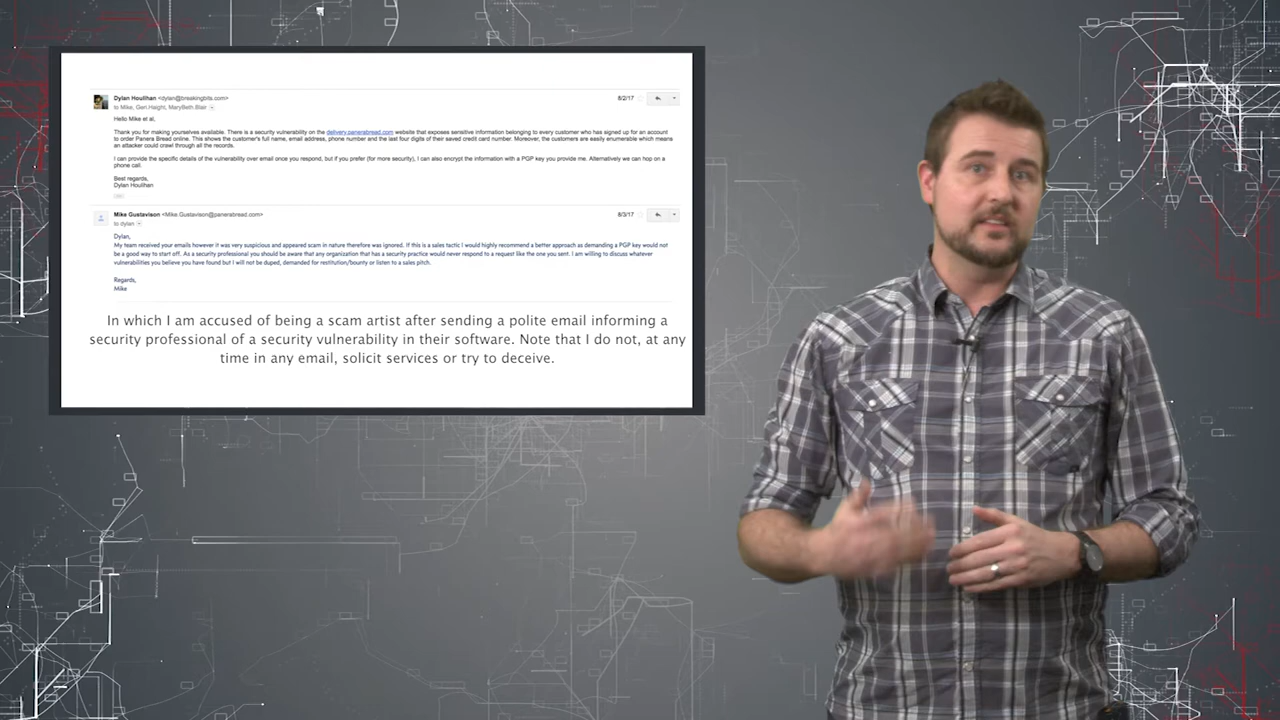 Dylan Houlihan <dylan@breakingbits.com>
8/2/17
to Mike, Geri.Haight, MaryBeth.Blair
Hello Mike et al,
Thank you for making yourselves available. There is a security vulnerability on the delivery.panerabread.com website that exposes sensitive information belonging to every customer who has signed up for an account
to order Panera Bread online. This shows the customer's full name, email address, phone number and the last four digits of their saved credit card number. Moreover, the customers are easily enumerable which means
an attacker could crawl through all the records.
I can provide the specific details of the vulnerability over email once you respond, but if you prefer (for more security), I can also encrypt the information with a PGP key you provide me. Alternatively we can hop on a
phone call.
Best regards,
Dylan Houlihan
Mike Gustavison <Mike.Gustavison@panerabread.com>
8/3/17
to dylan
Dylan,
My team received your emails however it was very suspicious and appeared scam in nature therefore was ignored. If this is a sales tactic I would highly recommend a better approach as demanding a PGP key would not
be a good way to start off. As a security professional you should be aware that any organization that has a security practice would never respond to a request like the one you sent. I am willing to discuss whatever
vulnerabilities you believe you have found but I will not be duped, demanded for restitution/bounty or listen to a sales pitch.
Regards,
Mike
In which I am accused of being a scam artist after sending a polite email informing a
security professional of a security vulnerability in their software. Note that I do not, at any
time in any email, solicit services or try to deceive.